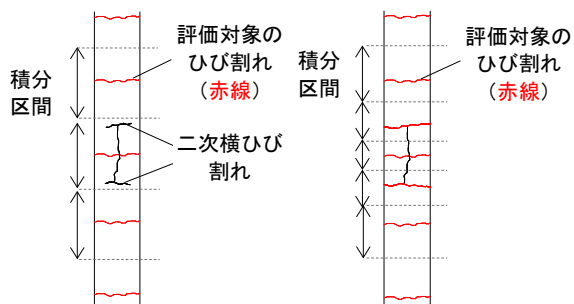 評価対象の
ひび割れ
（赤線）
積分
区間
二次横ひび
割れ
評価対象の
ひび割れ
（赤線）
積分
区間